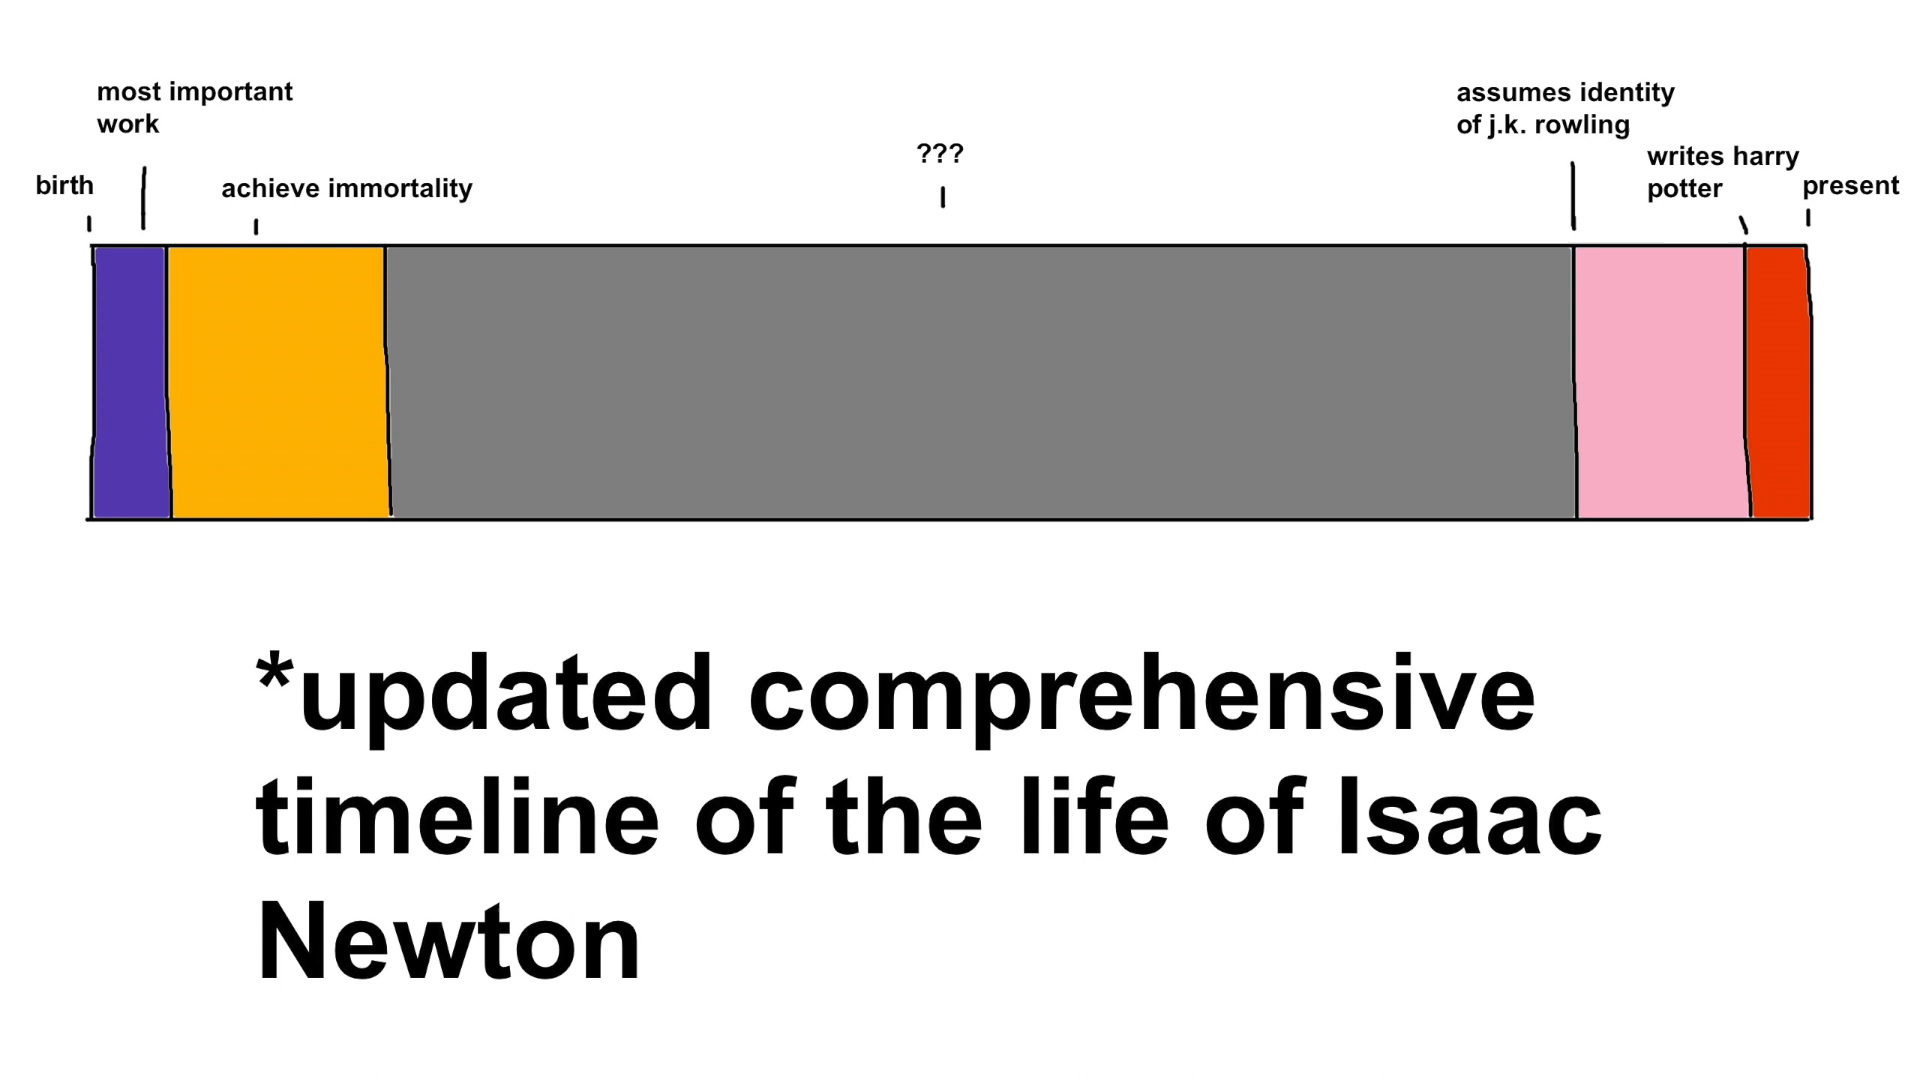 most important
work
birth
achieve immortality
???
assumes identity
of j.k. rowling
writes harry
potter
present
*updated comprehensive
timeline of the life of Isaac
Newton